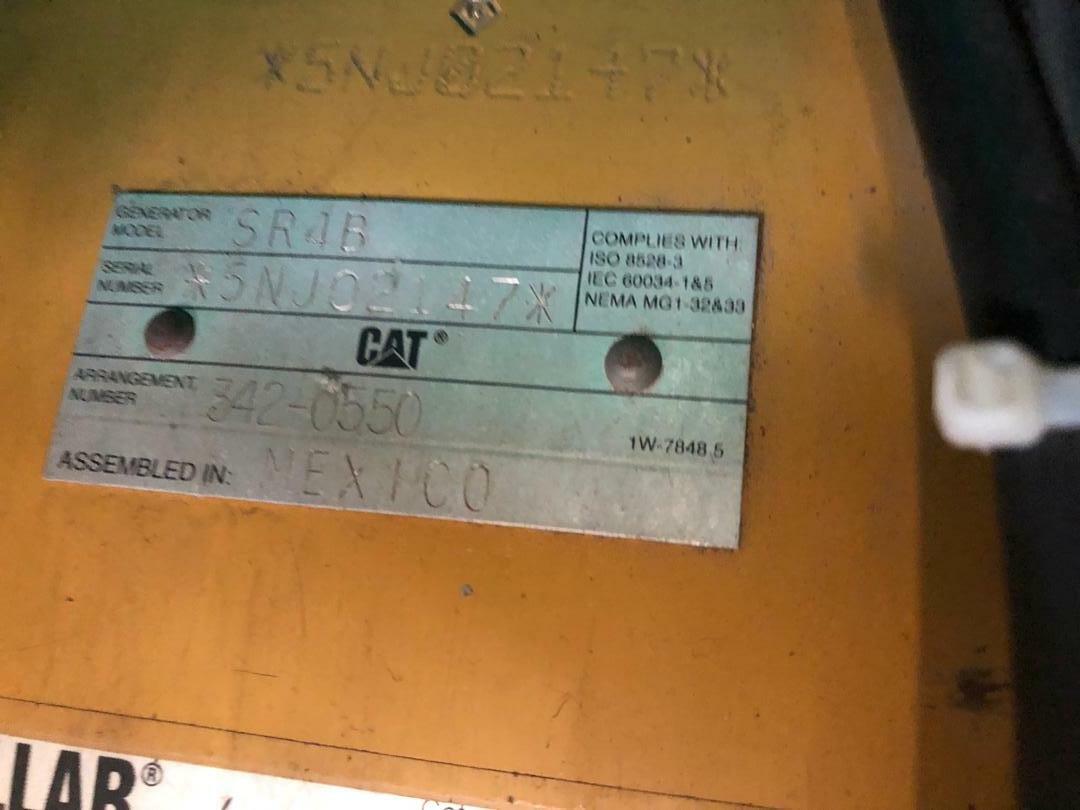 *5NJ02147*
GENERATOR MODEL SR4B
SERIAL NUMBER *5NJ02147*
COMPLIES WITH
ISO 8528-3
IEC 60034-1&5
NEMA MG1-32&33
CAT®
ARRANGEMENT NUMBER 342-0550
1W-7848 5
ASSEMBLED IN: MEXICO
LLAR®